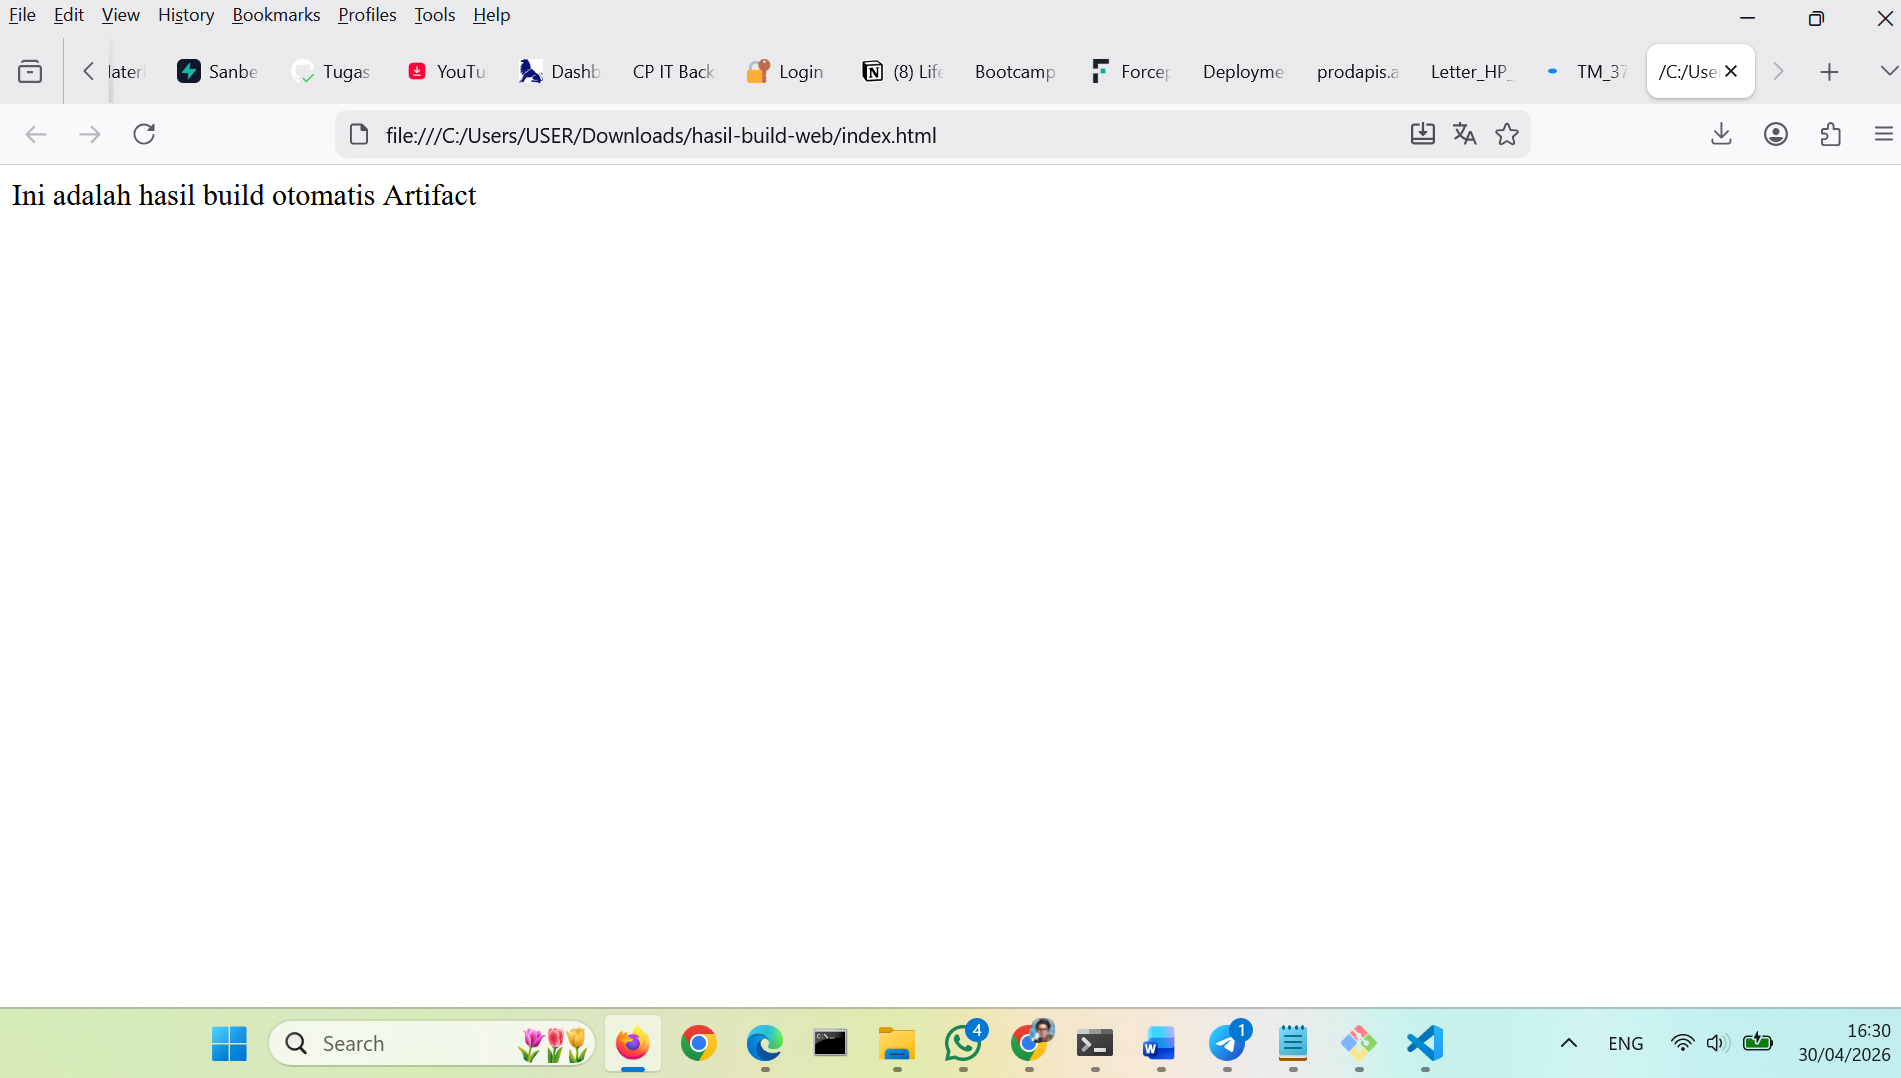 File Edit View History Bookmarks Profiles Tools Help
Sanbe Tugas YouTu Dashb CP IT Back Login (8) Life Bootcamp Forcep Deployme prodapis.a Letter_HP_ TM_37 /C:/Use
file:///C:/Users/USER/Downloads/hasil-build-web/index.html
Ini adalah hasil build otomatis Artifact
Search
4
1
ENG
16:30
30/04/2026